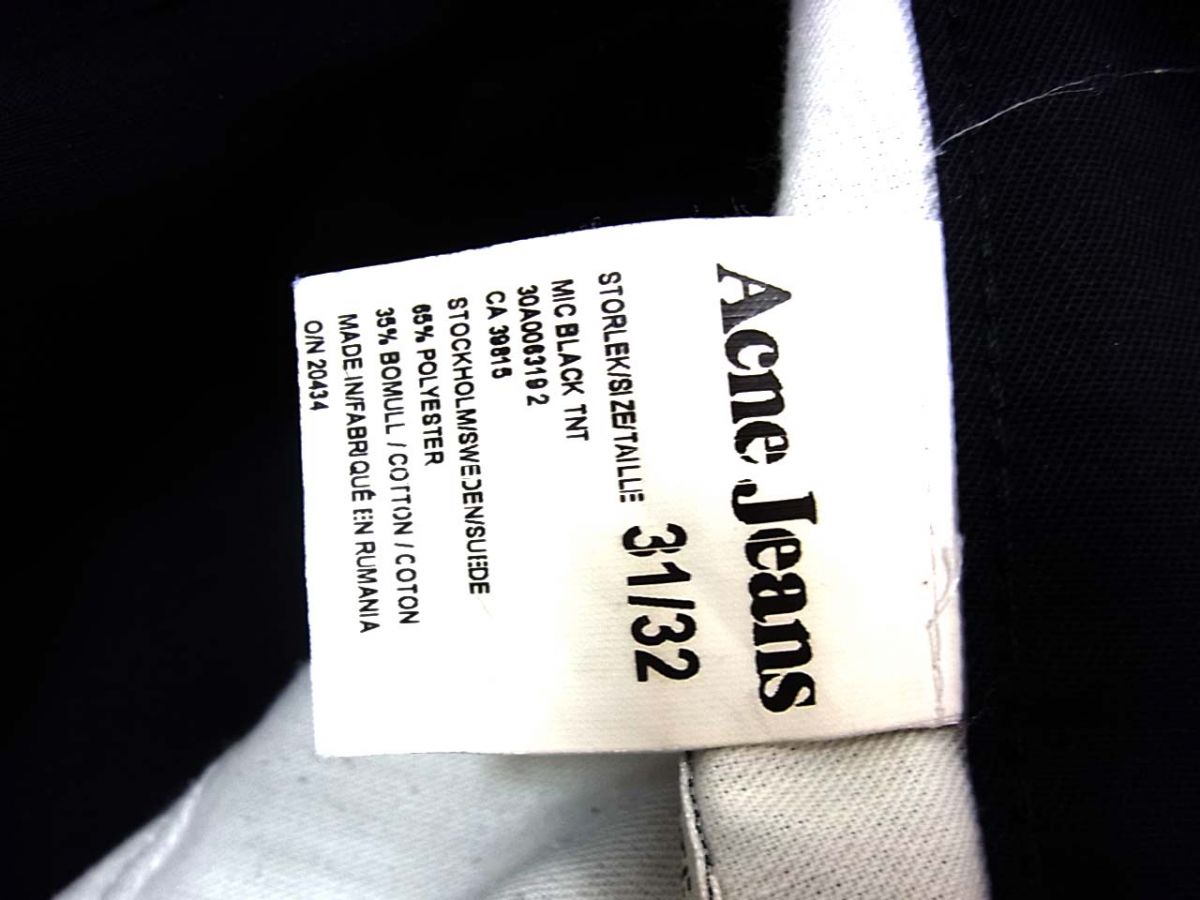 Acne Jeans
STORLEK/SIZE/TAILLE 31/32
MIC BLACK TNT
30A0063192
CA 39815
STOCKHOLM/SWEDEN/SUEDE
65% POLYESTER
35% BOMULL / COTTON / COTON
MADE IN/FABRIQUÉ EN RUMANIA
O/N 20434